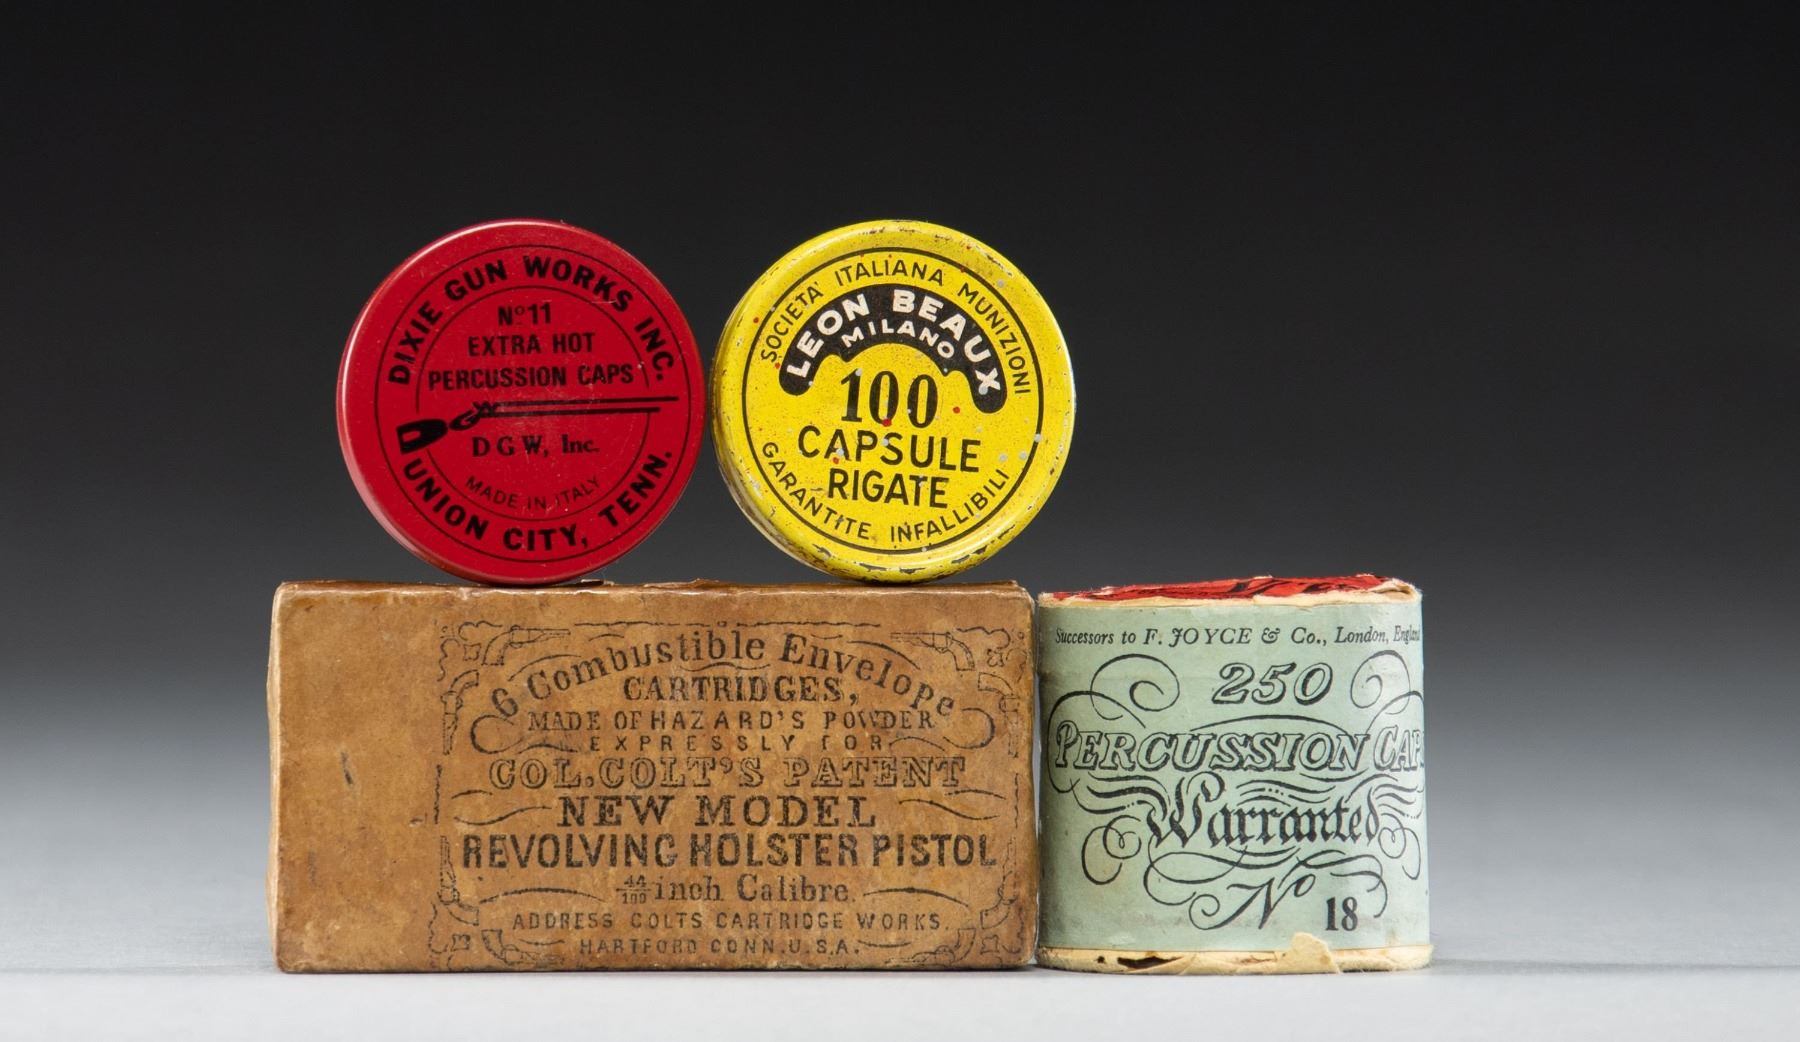 DIXIE GUN WORKS INC.
No 11
EXTRA HOT
PERCUSSION CAPS
D G W, Inc.
MADE IN ITALY
UNION CITY, TENN.
SOCIETA' ITALIANA MUNIZIONI
LEON BEAUX
MILANO
100
CAPSULE
RIGATE
GARANTITE INFALLIBILI
6 Combustible Envelope
CARTRIDGES,
MADE OF HAZARD'S POWDER
EXPRESSLY FOR
COL. COLT'S PATENT
NEW MODEL
REVOLVING HOLSTER PISTOL
44/100 inch Calibre.
ADDRESS COLTS CARTRIDGE WORKS.
HARTFORD CONN. U.S.A.
Successors to F. JOYCE & Co., London, England
250
PERCUSSION CAP
Warranted
No 18